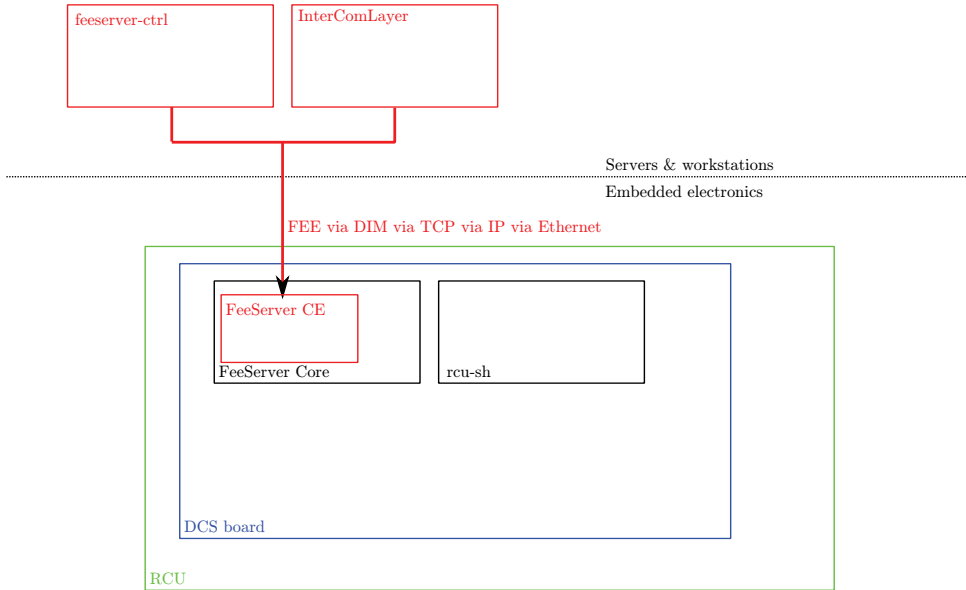 feeserver-ctrl
InterComLayer
Servers & workstations
Embedded electronics
FEE via DIM via TCP via IP via Ethernet
FeeServer CE
FeeServer Core
rcu-sh
DCS board
RCU